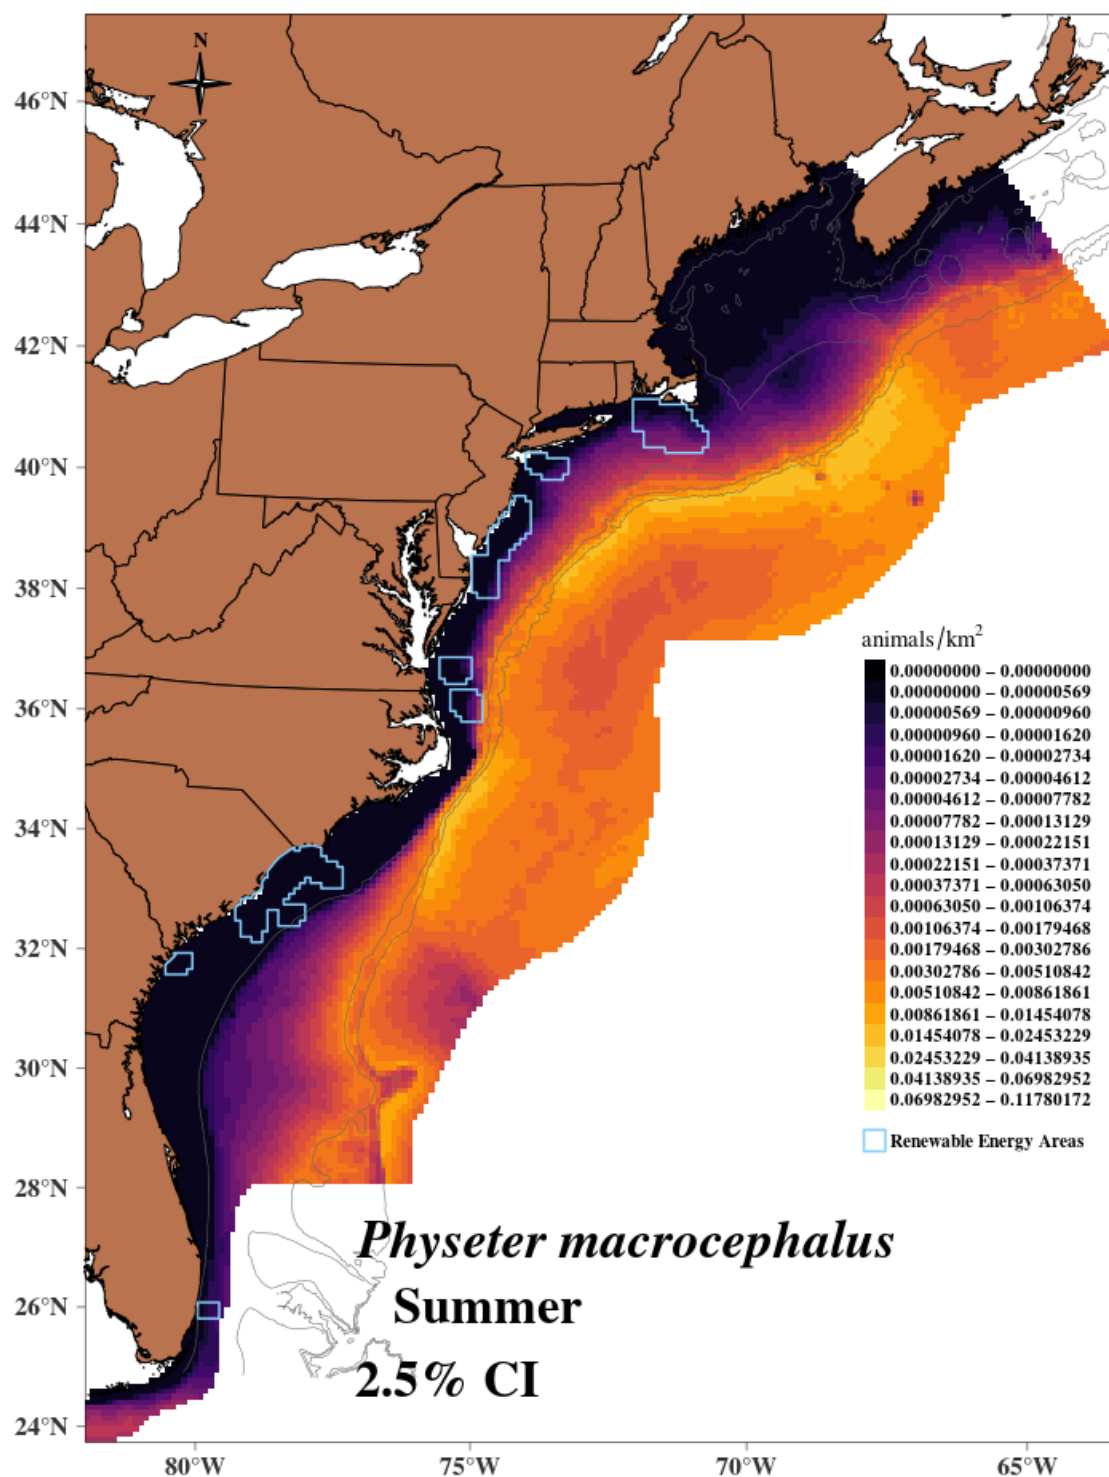 N
46°N
44°N
42°N
40°N
38°N
36°N
34°N
32°N
30°N
28°N
26°N
24°N
80°W
75°W
70°W
65°W
animals/km²
0.00000000 – 0.00000000
0.00000000 – 0.00000569
0.00000569 – 0.00000960
0.00000960 – 0.00001620
0.00001620 – 0.00002734
0.00002734 – 0.00004612
0.00004612 – 0.00007782
0.00007782 – 0.00013129
0.00013129 – 0.00022151
0.00022151 – 0.00037371
0.00037371 – 0.00063050
0.00063050 – 0.00106374
0.00106374 – 0.00179468
0.00179468 – 0.00302786
0.00302786 – 0.00510842
0.00510842 – 0.00861861
0.00861861 – 0.01454078
0.01454078 – 0.02453229
0.02453229 – 0.04138935
0.04138935 – 0.06982952
0.06982952 – 0.11780172
Renewable Energy Areas
Physeter macrocephalus
Summer
2.5% CI